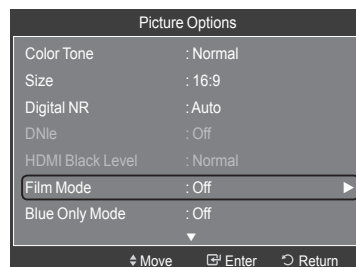 Picture Options
Color Tone : Normal
Size : 16:9
Digital NR : Auto
DNIe : Off
HDMI Black Level : Normal
Film Mode : Off
Blue Only Mode : Off
Move Enter Return